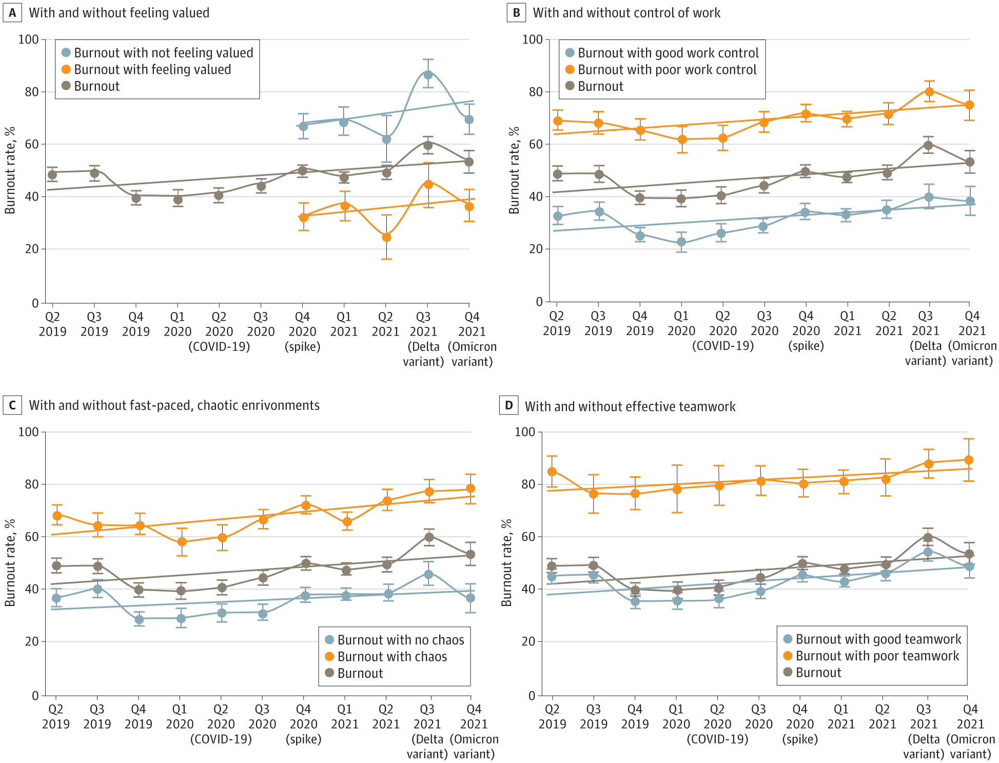 A With and without feeling valued
100
80
60
40
20
0
Burnout rate, %
Burnout with not feeling valued
Burnout with feeling valued
Burnout
Q2 Q3 Q4 Q1 Q2 Q3 Q4 Q1 Q2 Q3 Q4
2019 2019 2019 2020 2020 2020 2020 2021 2021 2021 2021
(COVID-19) (spike) (Delta (Omicron
variant) variant)
B With and without control of work
100
80
60
40
20
0
Burnout rate, %
Burnout with good work control
Burnout with poor work control
Burnout
Q2 Q3 Q4 Q1 Q2 Q3 Q4 Q1 Q2 Q3 Q4
2019 2019 2019 2020 2020 2020 2020 2021 2021 2021 2021
(COVID-19) (spike) (Delta (Omicron
variant) variant)
C With and without fast-paced, chaotic enrivonments
100
80
60
40
20
0
Burnout rate, %
Burnout with no chaos
Burnout with chaos
Burnout
Q2 Q3 Q4 Q1 Q2 Q3 Q4 Q1 Q2 Q3 Q4
2019 2019 2019 2020 2020 2020 2020 2021 2021 2021 2021
(COVID-19) (spike) (Delta (Omicron
variant) variant)
D With and without effective teamwork
100
80
60
40
20
0
Burnout rate, %
Burnout with good teamwork
Burnout with poor teamwork
Burnout
Q2 Q3 Q4 Q1 Q2 Q3 Q4 Q1 Q2 Q3 Q4
2019 2019 2019 2020 2020 2020 2020 2021 2021 2021 2021
(COVID-19) (spike) (Delta (Omicron
variant) variant)